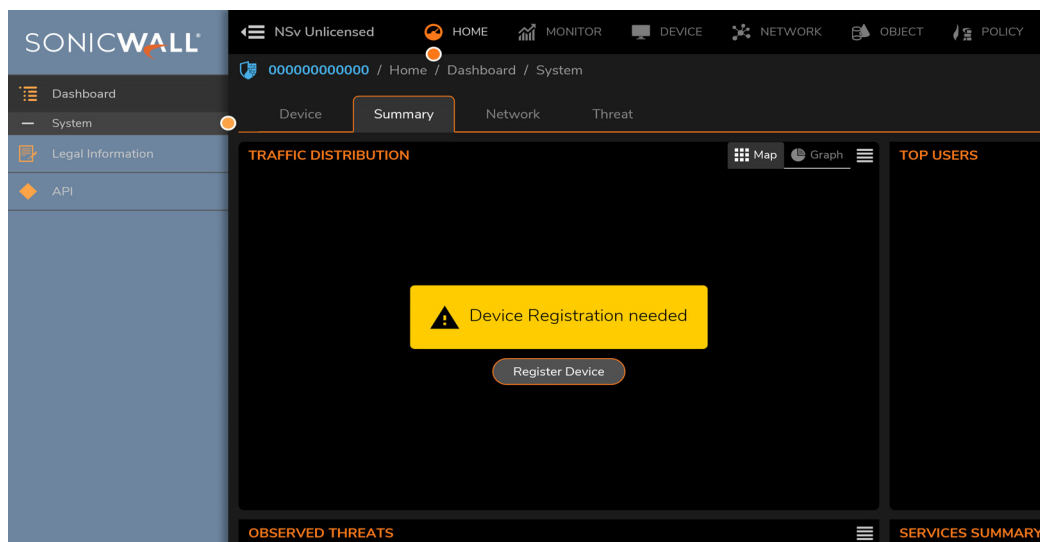 SONICWALL
NSv Unlicensed HOME MONITOR DEVICE NETWORK OBJECT POLICY
000000000000 / Home / Dashboard / System
Dashboard
System
Legal Information
API
Device Summary Network Threat
TRAFFIC DISTRIBUTION Map Graph TOP USERS
Device Registration needed
Register Device
OBSERVED THREATS SERVICES SUMMARY